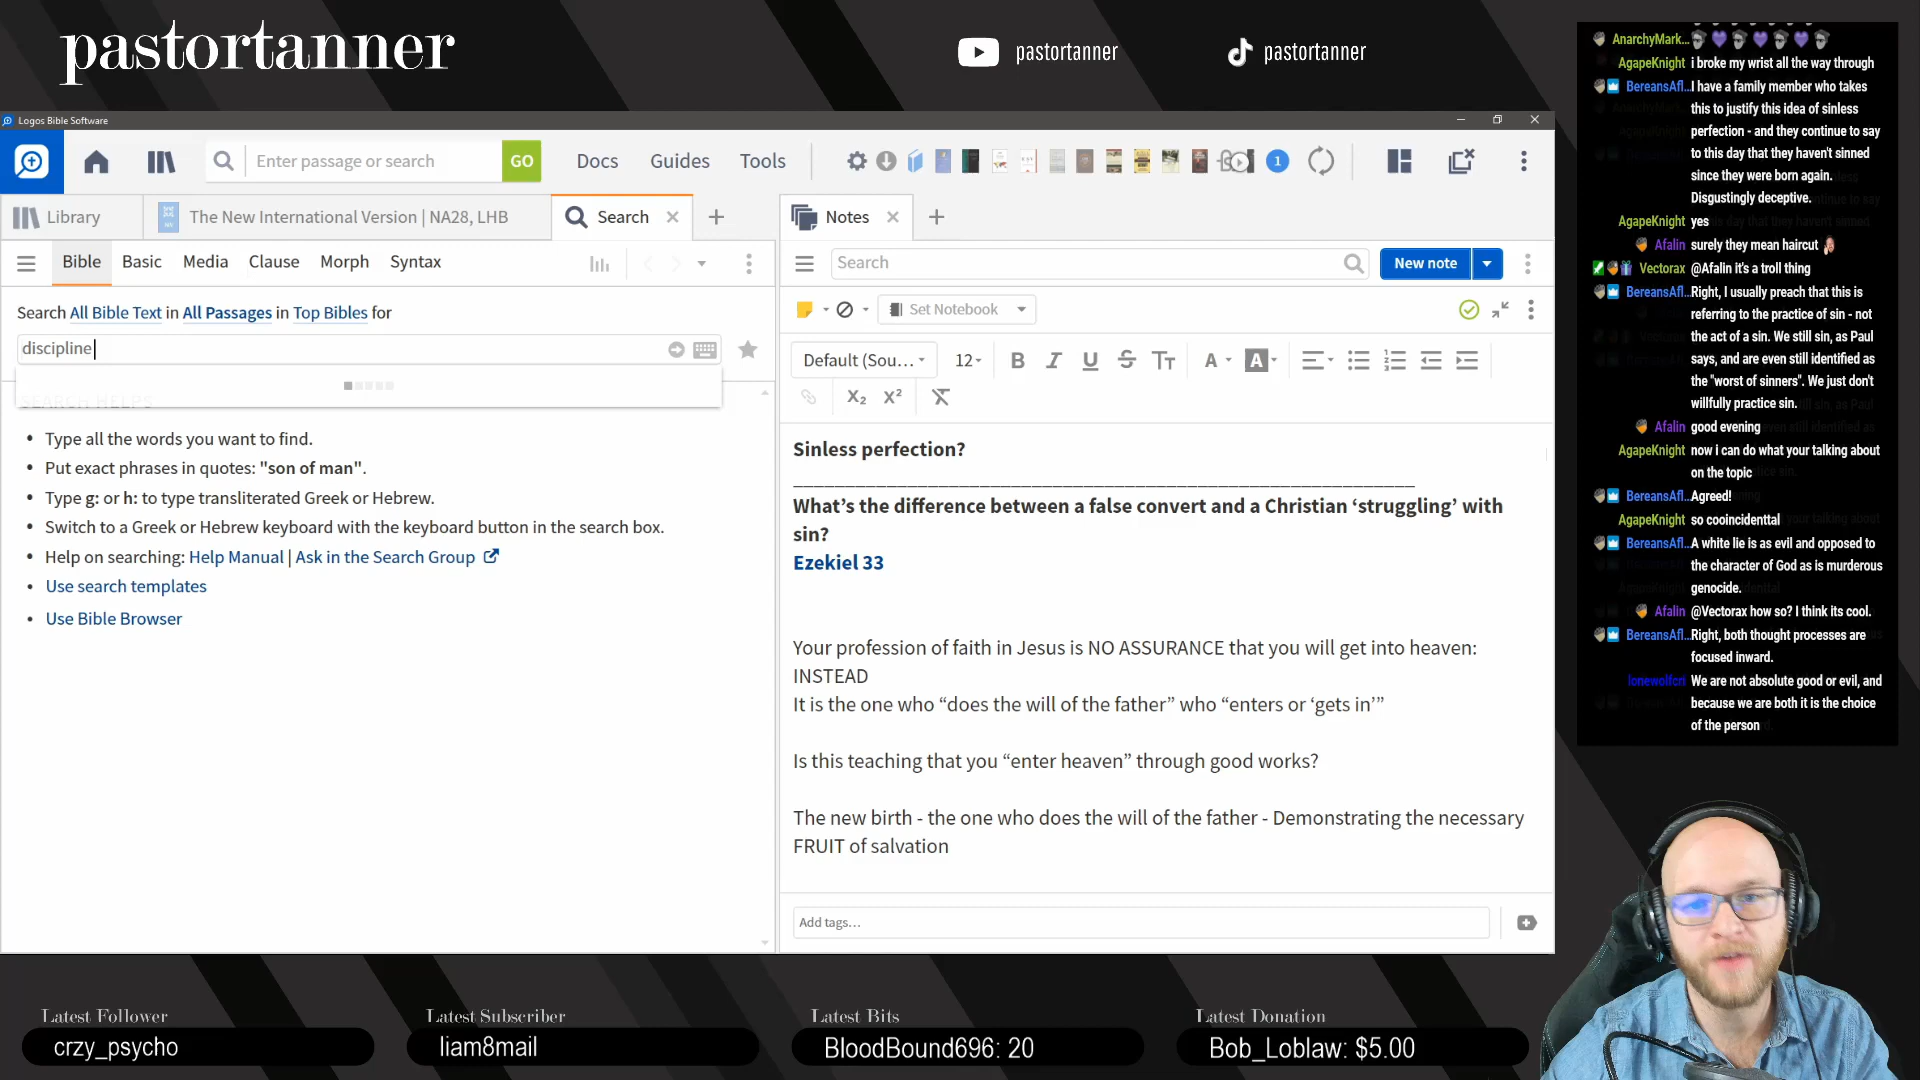 pastortanner
pastortanner
pastortanner
Logos Bible Software
Enter passage or search
GO
Docs
Guides
Tools
1
Library
The New International Version | NA28, LHB
Search
Bible
Basic
Media
Clause
Morph
Syntax
Search All Bible Text in All Passages in Top Bibles for
discipline
SEARCH HELPS
• Type all the words you want to find.
• Put exact phrases in quotes: "son of man".
• Type g: or h: to type transliterated Greek or Hebrew.
• Switch to a Greek or Hebrew keyboard with the keyboard button in the search box.
• Help on searching: Help Manual | Ask in the Search Group
• Use search templates
• Use Bible Browser
Notes
Search
New note
Set Notebook
Default (Sou...
12
B I U S Tт A A
X₂ X²
Sinless perfection?
What’s the difference between a false convert and a Christian ‘struggling’ with
sin?
Ezekiel 33
Your profession of faith in Jesus is NO ASSURANCE that you will get into heaven:
INSTEAD
It is the one who “does the will of the father” who “enters or ‘gets in’”
Is this teaching that you “enter heaven” through good works?
The new birth - the one who does the will of the father - Demonstrating the necessary
FRUIT of salvation
Add tags...
AnarchyMark...
AgapeKnight i broke my wrist all the way through
BereansAfl... I have a family member who takes
this to justify this idea of sinless
perfection - and they continue to say
to this day that they haven't sinned
since they were born again.
Disgustingly deceptive.
AgapeKnight yes
Afalin surely they mean haircut
Vectorax @Afalin it's a troll thing
BereansAfl... Right, I usually preach that this is
referring to the practice of sin - not
the act of a sin. We still sin, as Paul
says, and are even still identified as
the "worst of sinners". We just don't
willfully practice sin.
Afalin good evening
AgapeKnight now i can do what your talking about
on the topic
BereansAfl... Agreed!
AgapeKnight so cooincidenttal
BereansAfl... A white lie is as evil and opposed to
the character of God as is murderous
genocide.
Afalin @Vectorax how so? I think its cool.
BereansAfl... Right, both thought processes are
focused inward.
lonewolfcri We are not absolute good or evil, and
because we are both it is the choice
of the person
Latest Follower
crzy_psycho
Latest Subscriber
liam8mail
Latest Bits
BloodBound696: 20
Latest Donation
Bob_Loblaw: $5.00